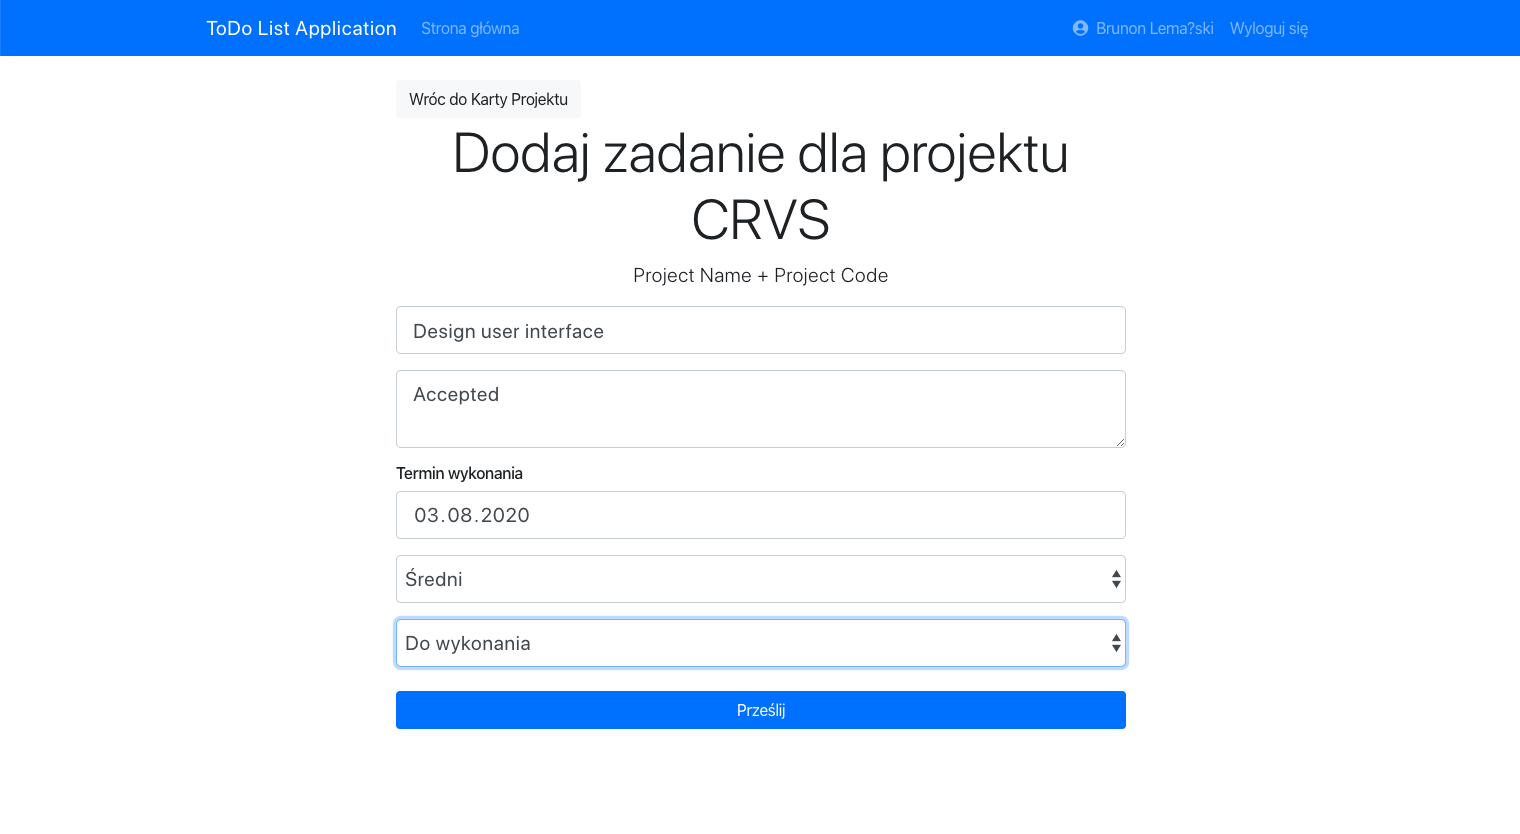 ToDo List Application Strona główna Brunon Lema?ski Wyloguj się
Wróc do Karty Projektu
Dodaj zadanie dla projektu
CRVS
Project Name + Project Code
Design user interface
Accepted
Termin wykonania
03.08.2020
Średni
Do wykonania
Prześlij